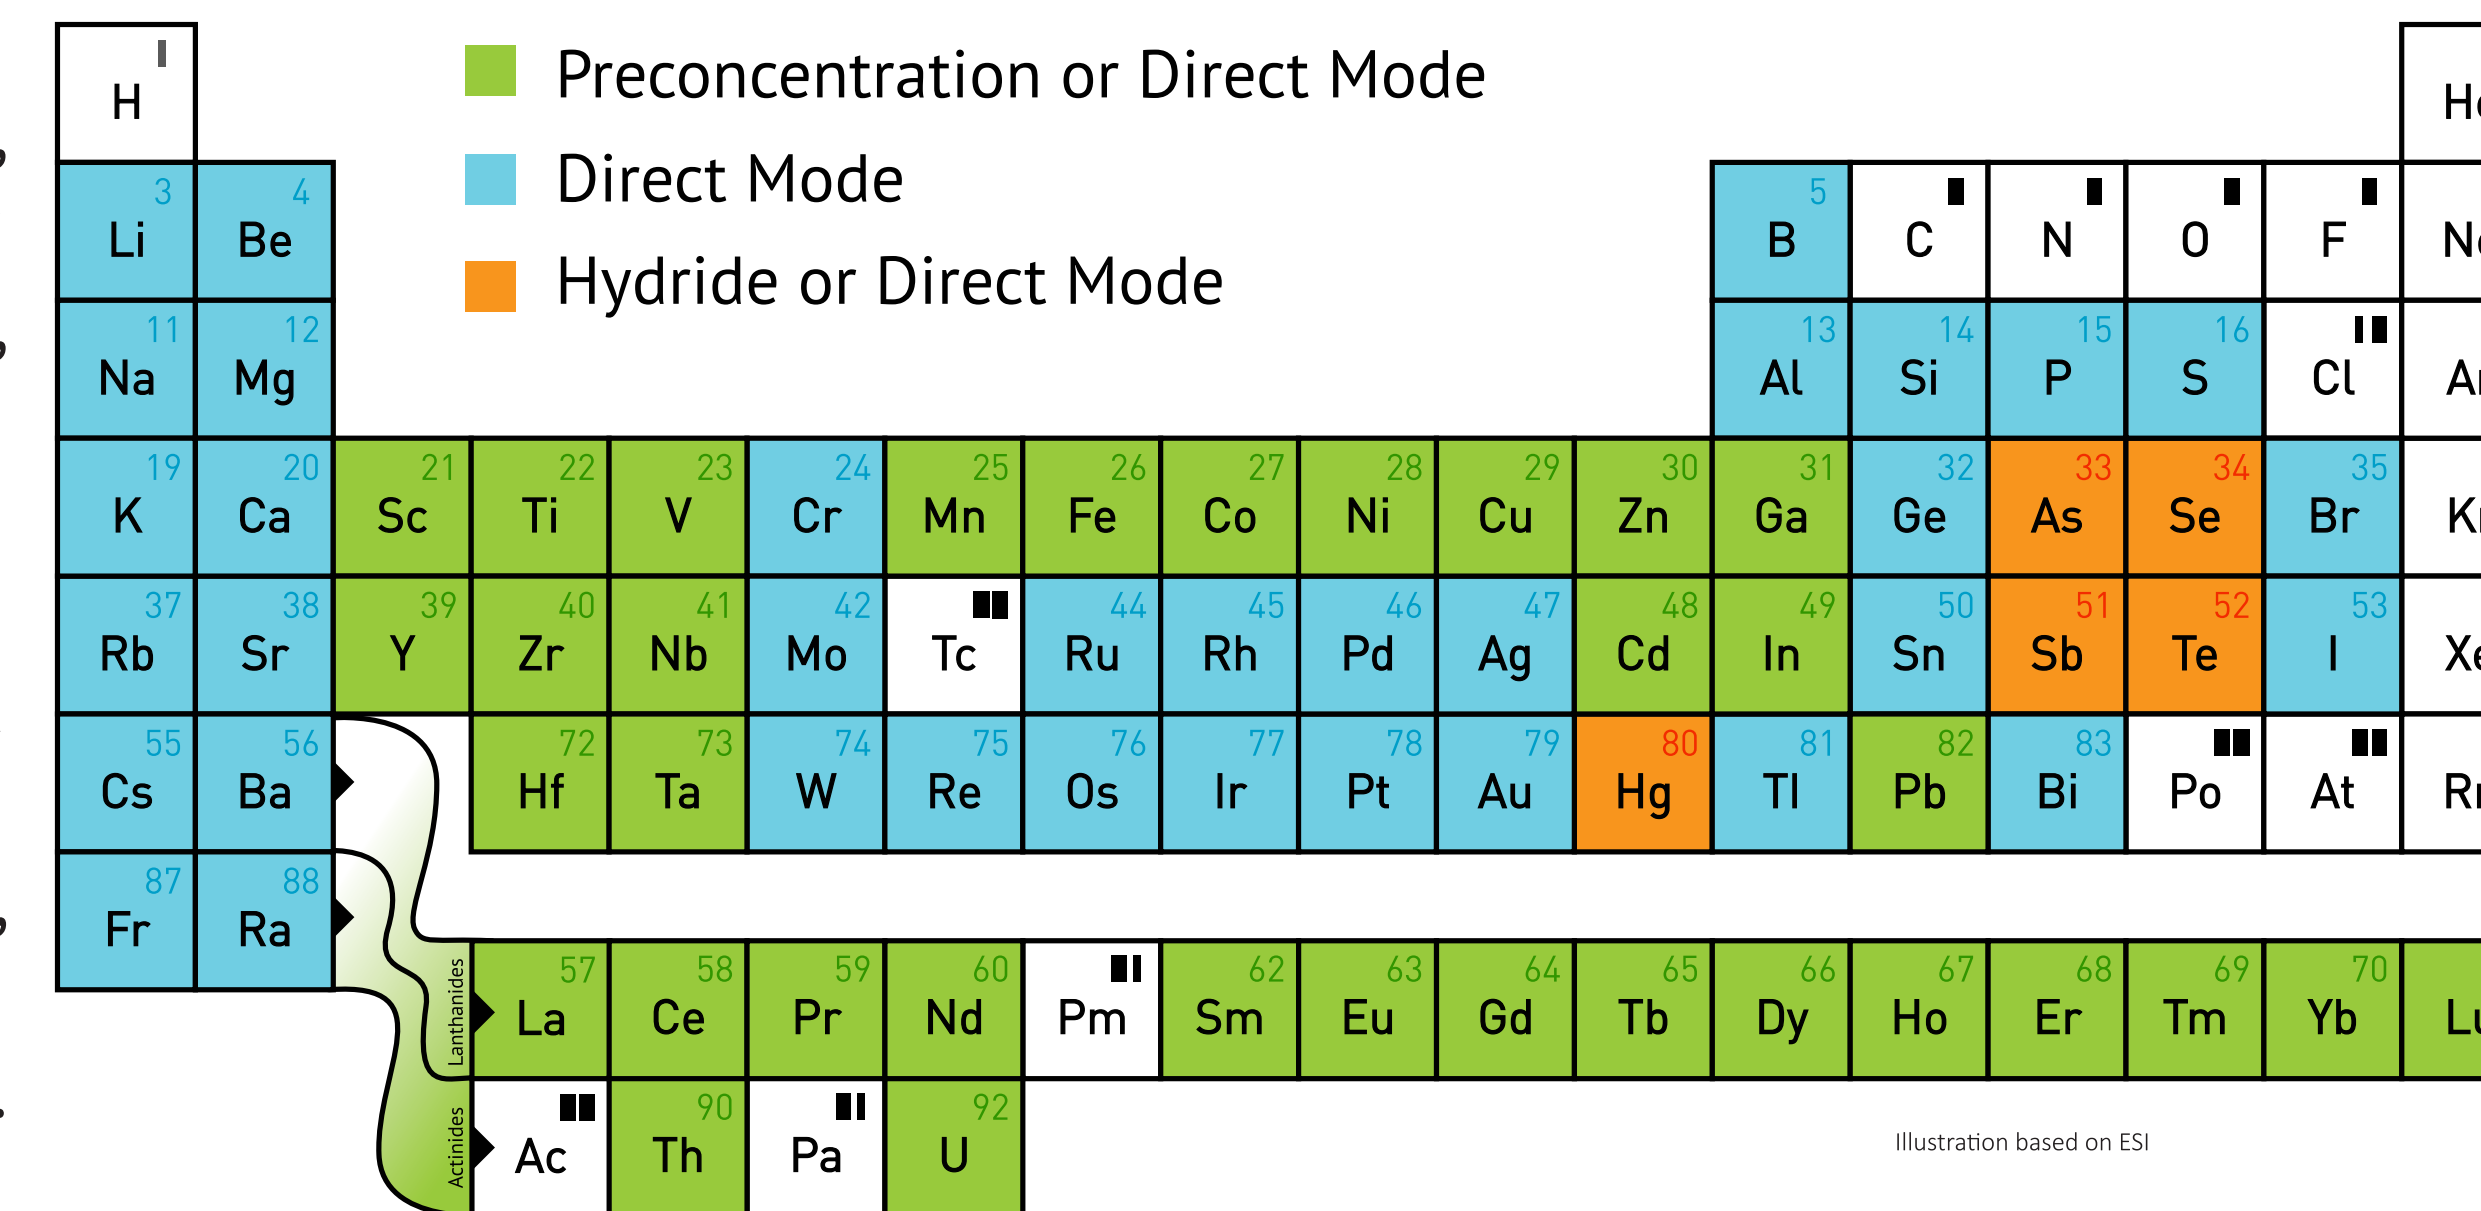 H
Preconcentration or Direct Mode
Direct Mode
Hydride or Direct Mode
3 4 5
Li Be B C N O F
11 12 13 14 15 16
Na Mg Al Si P S Cl
19 20 21 22 23 24 25 26 27 28 29 30 31 32 33 34 35
K Ca Sc Ti V Cr Mn Fe Co Ni Cu Zn Ga Ge As Se Br
37 38 39 40 41 42 44 45 46 47 48 49 50 51 52 53
Rb Sr Y Zr Nb Mo Tc Ru Rh Pd Ag Cd In Sn Sb Te I
55 56 72 73 74 75 76 77 78 79 80 81 82 83
Cs Ba Hf Ta W Re Os Ir Pt Au Hg Tl Pb Bi Po At
87 88
Fr Ra
Lanthanides
57 58 59 60 62 63 64 65 66 67 68 69 70
La Ce Pr Nd Pm Sm Eu Gd Tb Dy Ho Er Tm Yb
Actinides
90 92
Ac Th Pa U
Illustration based on ESI